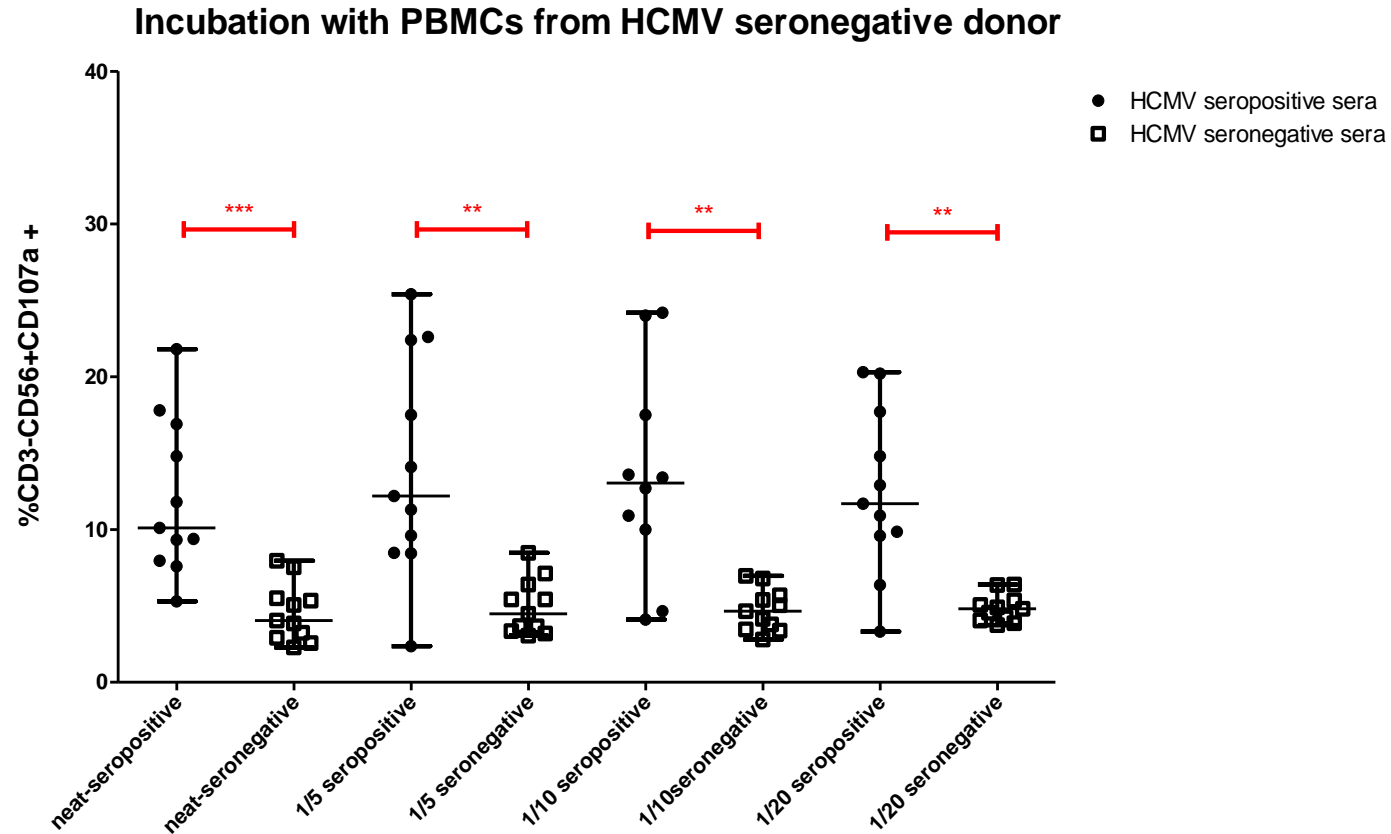 Incubation with PBMCs from HCMV seronegative donor
HCMV seropositive sera
HCMV seronegative sera
%CD3-CD56+CD107a +
40
30
20
10
0
***
**
**
**
neat-seropositive
neat-seronegative
1/5 seropositive
1/5 seronegative
1/10 seropositive
1/10seronegative
1/20 seropositive
1/20 seronegative